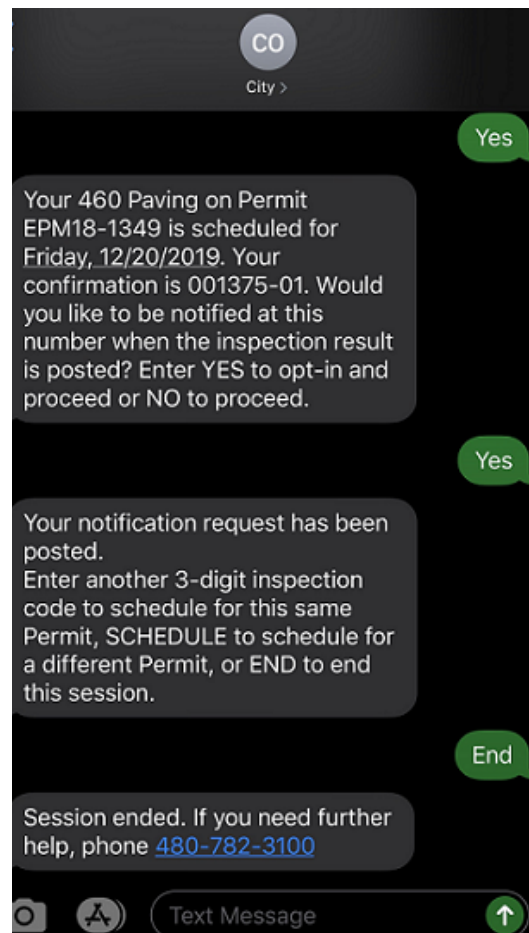 CO
City >
Yes
Your 460 Paving on Permit
EPM18-1349 is scheduled for
Friday, 12/20/2019. Your
confirmation is 001375-01. Would
you like to be notified at this
number when the inspection result
is posted? Enter YES to opt-in and
proceed or NO to proceed.
Yes
Your notification request has been
posted.
Enter another 3-digit inspection
code to schedule for this same
Permit, SCHEDULE to schedule for
a different Permit, or END to end
this session.
End
Session ended. If you need further
help, phone 480-782-3100
Text Message